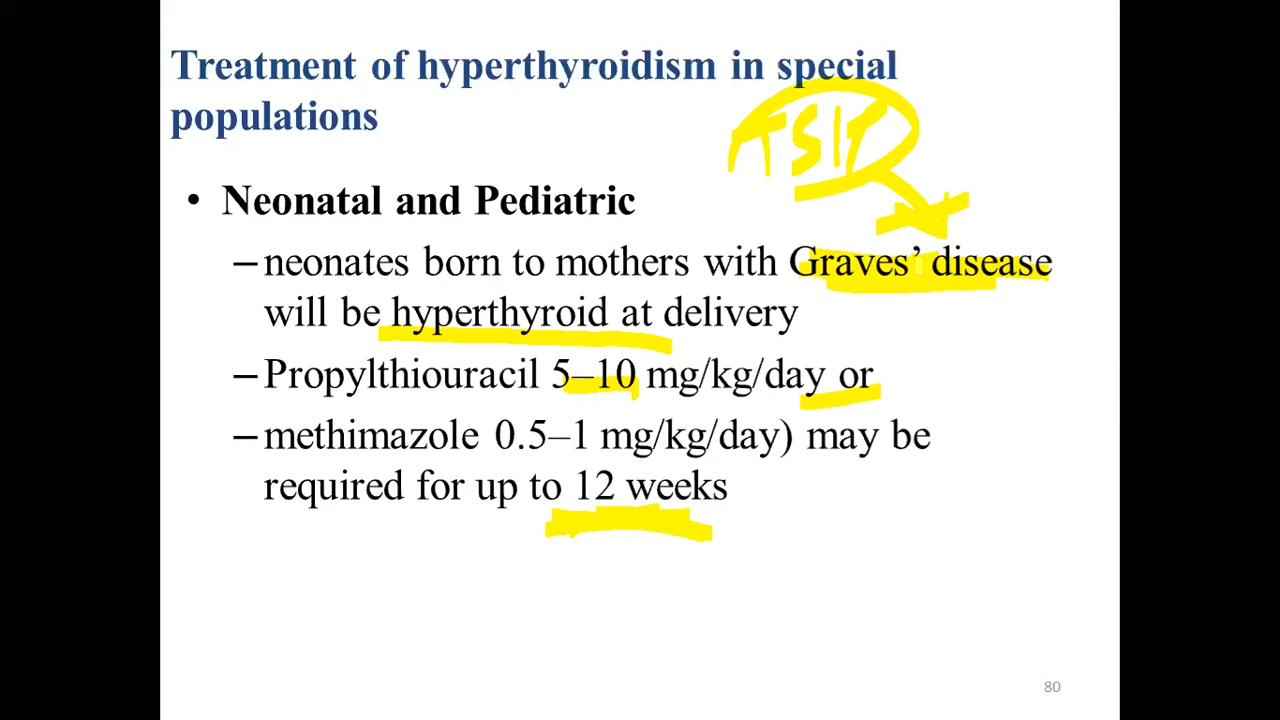 Treatment of hyperthyroidism in special
populations
• Neonatal and Pediatric
–neonates born to mothers with Graves’ disease
will be hyperthyroid at delivery
–Propylthiouracil 5–10 mg/kg/day or
–methimazole 0.5–1 mg/kg/day) may be
required for up to 12 weeks
80